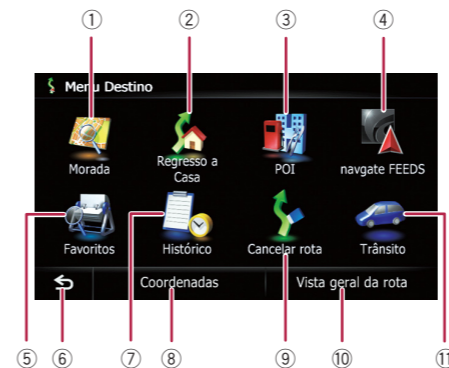 ① ② ③ ④
Menu Destino
Morada
Regresso a
Casa
POI
navgate FEEDS
Favoritos
Histórico
Cancelar rota
Trânsito
Coordenadas
Vista geral da rota
⑤ ⑥ ⑦ ⑧ ⑨ ⑩ ⑪